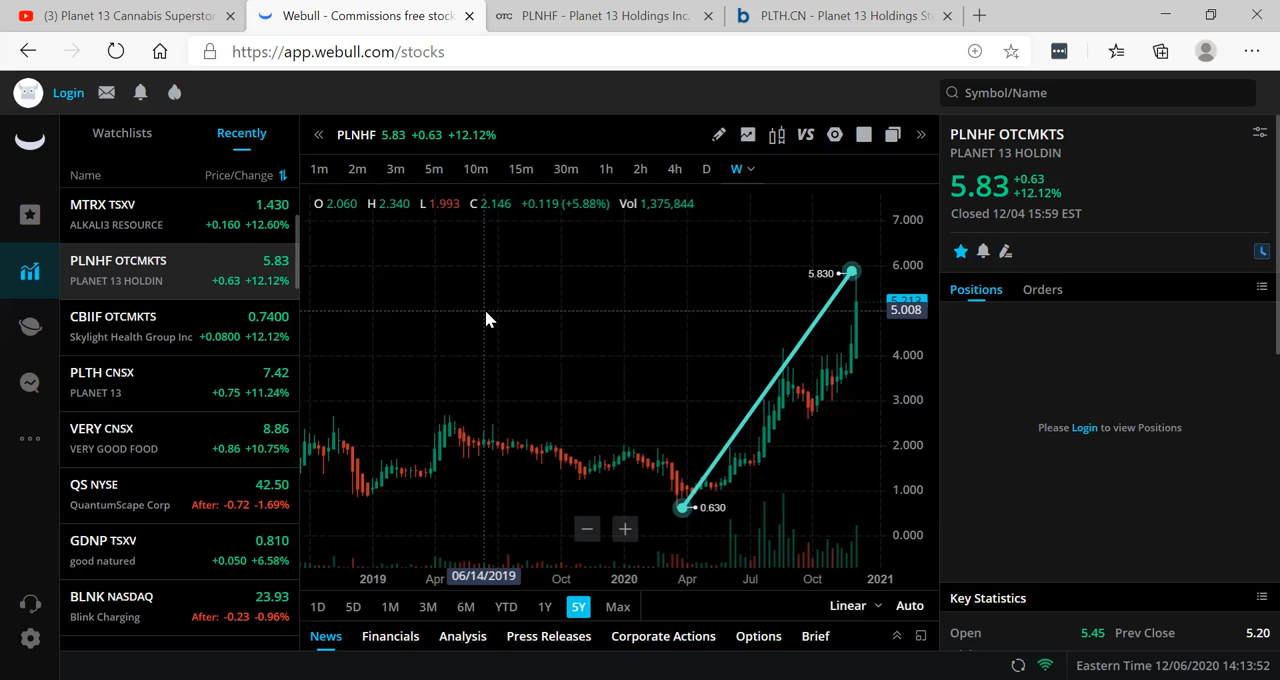 (3) Planet 13 Cannabis Superstor
Webull - Commissions free stock
OTC PLNHF - Planet 13 Holdings Inc.
b PLTH.CN - Planet 13 Holdings St
https://app.webull.com/stocks
Login
Symbol/Name
Watchlists
Recently
Name
Price/Change
MTRX TSXV
1.430
ALKALI3 RESOURCE
+0.160 +12.60%
PLNHF OTCMKTS
5.83
PLANET 13 HOLDIN
+0.63 +12.12%
CBIIF OTCMKTS
0.7400
Skylight Health Group Inc
+0.0800 +12.12%
PLTH CNSX
7.42
PLANET 13
+0.75 +11.24%
VERY CNSX
8.86
VERY GOOD FOOD
+0.86 +10.75%
QS NYSE
42.50
QuantumScape Corp
After: -0.72 -1.69%
GDNP TSXV
0.810
good natured
+0.050 +6.58%
BLNK NASDAQ
23.93
Blink Charging
After: -0.23 -0.96%
PLNHF 5.83 +0.63 +12.12%
VS
1m 2m 3m 5m 10m 15m 30m 1h 2h 4h D W
O 2.060 H 2.340 L 1.993 C 2.146 +0.119 (+5.88%) Vol 1,375,844
7.000
6.000
5.830
5.008
4.000
3.000
2.000
1.000
0.630
0.000
2019 Apr 06/14/2019 Oct 2020 Apr Jul Oct 2021
1D 5D 1M 3M 6M YTD 1Y 5Y Max
Linear
Auto
News Financials Analysis Press Releases Corporate Actions Options Brief
PLNHF OTCMKTS
PLANET 13 HOLDIN
5.83
+0.63
+12.12%
Closed 12/04 15:59 EST
Positions
Orders
Please Login to view Positions
Key Statistics
Open 5.45 Prev Close 5.20
Eastern Time 12/06/2020 14:13:52